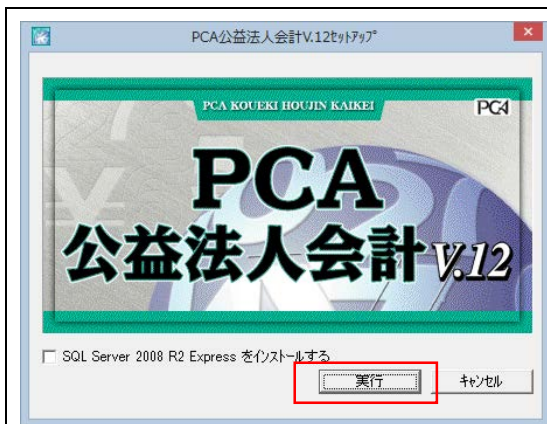 PCA公益法人会計V.12ｾｯﾄｱｯﾌﾟ
PCA KOUEKI HOUJIN KAIKEI
PCA
PCA
公益法人会計 V.12
SQL Server 2008 R2 Express をｲﾝｽﾄｰﾙする
実行
ｷｬﾝｾﾙ